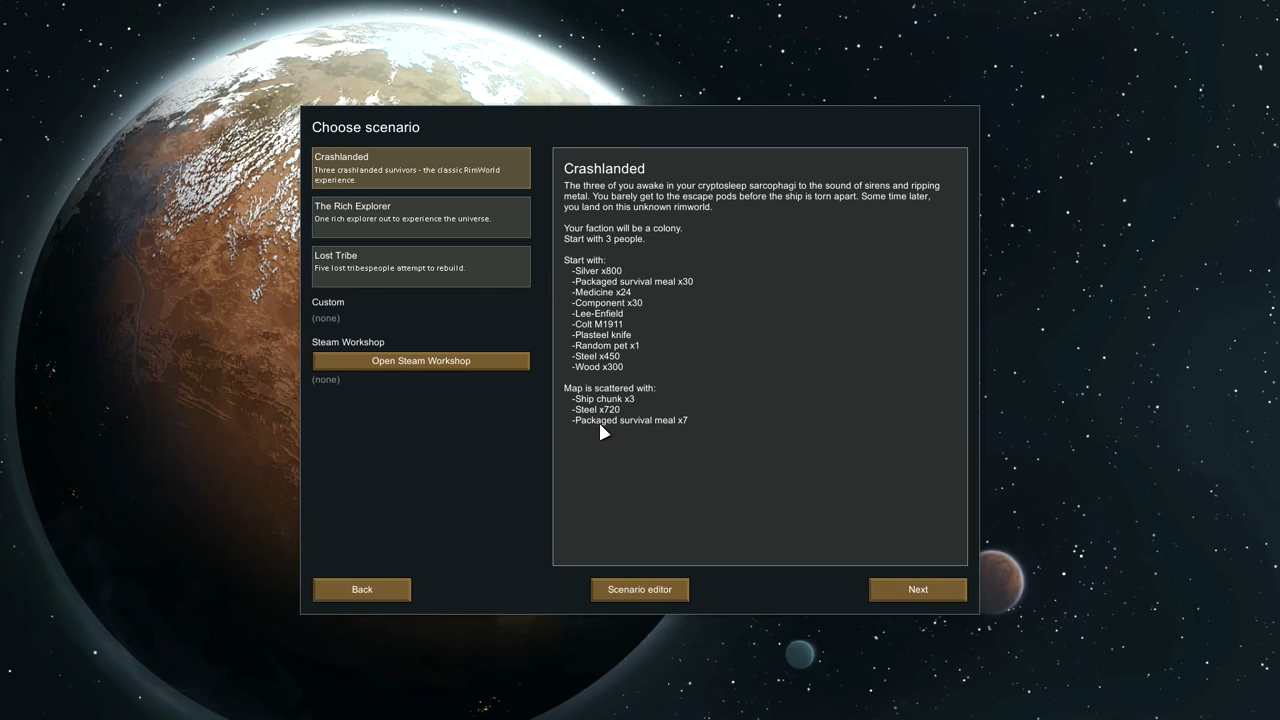 Choose scenario
Crashlanded
Three crashlanded survivors - the classic RimWorld
experience.
The Rich Explorer
One rich explorer out to experience the universe.
Lost Tribe
Five lost tribespeople attempt to rebuild.
Custom
(none)
Steam Workshop
Open Steam Workshop
(none)
Crashlanded
The three of you awake in your cryptosleep sarcophagi to the sound of sirens and ripping
metal. You barely get to the escape pods before the ship is torn apart. Some time later,
you land on this unknown rimworld.
Your faction will be a colony.
Start with 3 people.
Start with:
-Silver x800
-Packaged survival meal x30
-Medicine x24
-Component x30
-Lee-Enfield
-Colt M1911
-Plasteel knife
-Random pet x1
-Steel x450
-Wood x300
Map is scattered with:
-Ship chunk x3
-Steel x720
-Packaged survival meal x7
Back
Scenario editor
Next